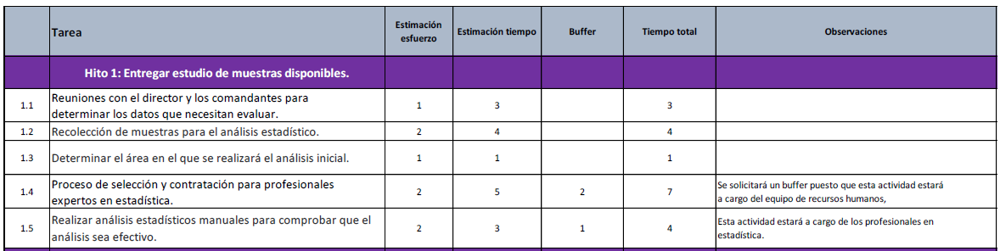 Tarea Estimación esfuerzo Estimación tiempo Buffer Tiempo total Observaciones
Hito 1: Entregar estudio de muestras disponibles.
1.1 Reuniones con el director y los comandantes para
determinar los datos que necesitan evaluar. 1 3 3
1.2 Recolección de muestras para el análisis estadístico. 2 4 4
1.3 Determinar el área en el que se realizará el análisis inicial. 1 1 1
1.4 Proceso de selección y contratación para profesionales
expertos en estadística. 2 5 2 7 Se solicitará un buffer puesto que esta actividad estará
a cargo del equipo de recursos humanos,
1.5 Realizar análisis estadísticos manuales para comprobar que el
análisis sea efectivo. 2 3 1 4 Esta actividad estará a cargo de los profesionales en
estadística.